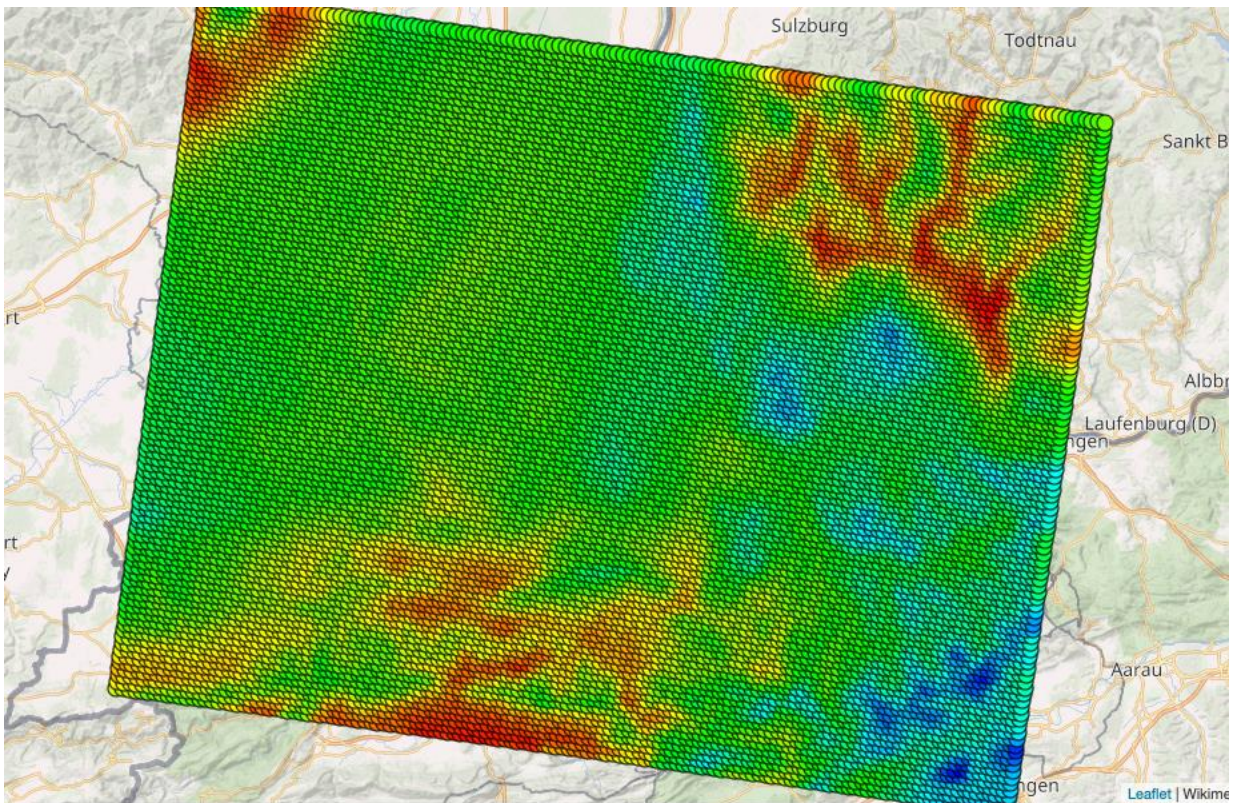 Sulzburg
Todtnau
Sankt B
rt
Albbr
Laufenburg (D)
ngen
rt
y
Aarau
ngen
Leaflet | Wikime